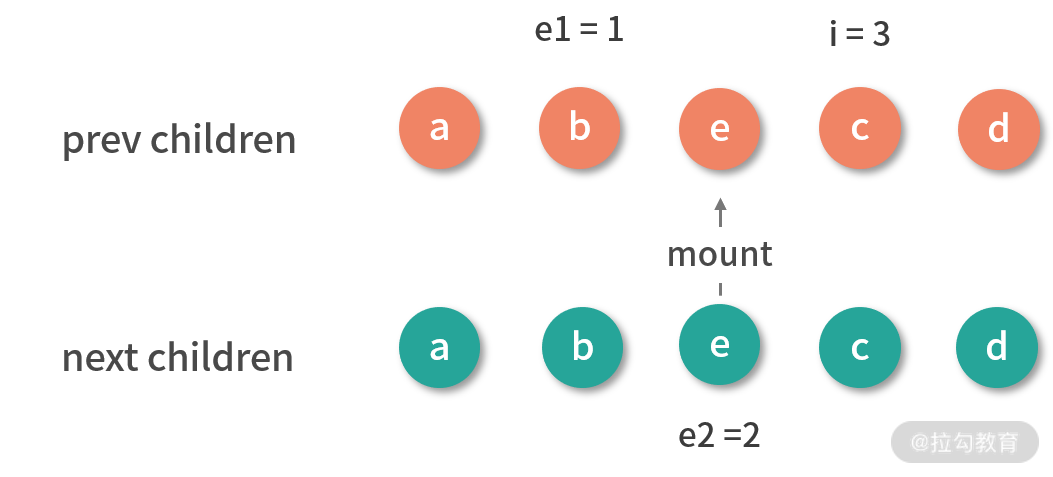 e1 = 1
i = 3
prev children
a
b
e
c
d
mount
next children
a
b
e
c
d
e2 =2
@拉勾教育